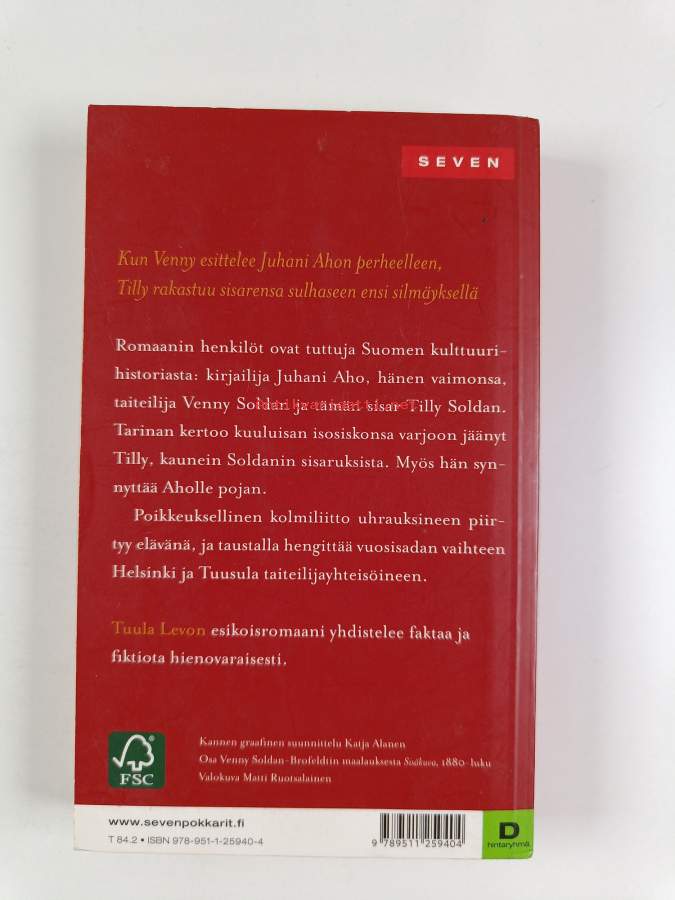 SEVEN
Kun Venny esittelee Juhani Ahon perheelleen,
Tilly rakastuu sisarensa sulhaseen ensi silmäyksellä
Romaanin henkilöt ovat tuttuja Suomen kulttuuri-
historiasta: kirjailija Juhani Aho, hänen vaimonsa,
taiteilija Venny Soldan ja tämän sisar Tilly Soldan.
Tarinan kertoo kuuluisan isosiskonsa varjoon jäänyt
Tilly, kaunein Soldanin sisaruksista. Myös hän syn-
nyttää Aholle pojan.
Poikkeuksellinen kolmiliitto uhrauksineen piir-
tyy elävänä, ja taustalla hengittää vuosisadan vaihteen
Helsinki ja Tuusula taiteilijayhteisöineen.
Tuula Levon esikoisromaani yhdistelee faktaa ja
fiktiota hienovaraisesti.
FSC
Kannen graafinen suunnittelu Katja Alanen
Osa Venny Soldan-Brofeldtin maalauksesta Sisäkuva, 1880-luku
Valokuva Matti Ruotsalainen
www.sevenpokkarit.fi
T 84.2 • ISBN 978-951-1-25940-4
9 789511 259404
D
hintaryhmä